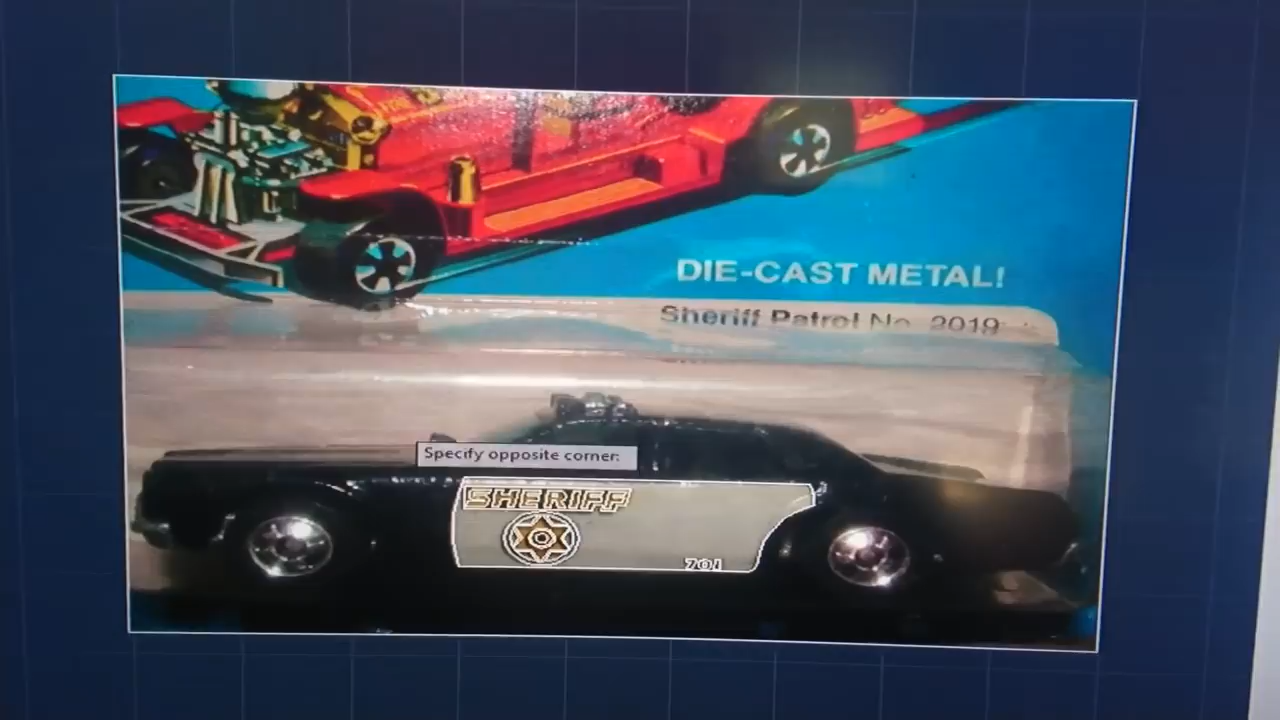 DIE-CAST METAL!
Sheriff Patrol No. 2019
Specify opposite corner:
SHERIFF
701